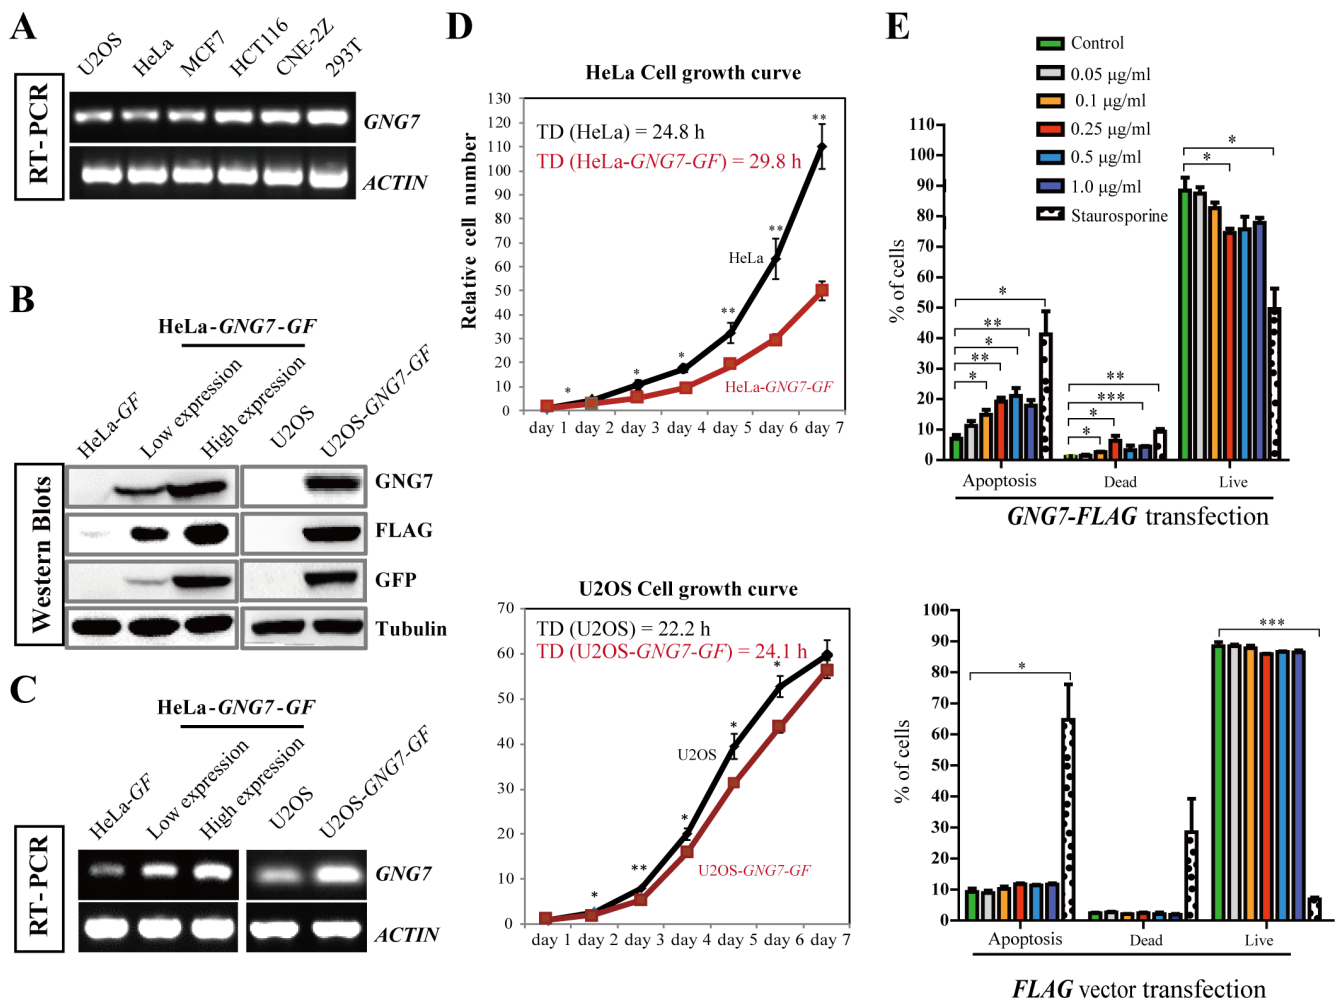 A
U2OS
HeLa
MCF7
HCT116
CNE-2Z
293T
RT-PCR
GNG7
ACTIN
B
HeLa-GNG7-GF
HeLa-GF
Low expression
High expression
U2OS
U2OS-GNG7-GF
Western Blots
GNG7
FLAG
GFP
Tubulin
C
HeLa-GNG7-GF
HeLa-GF
Low expression
High expression
U2OS
U2OS-GNG7-GF
RT-PCR
GNG7
ACTIN
D
HeLa Cell growth curve
Relative cell number
130
120
110
100
90
80
70
60
50
40
30
20
10
0
TD (HeLa) = 24.8 h
TD (HeLa-GNG7-GF) = 29.8 h
**
**
**
*
*
*
HeLa
HeLa-GNG7-GF
day 1 day 2 day 3 day 4 day 5 day 6 day 7
U2OS Cell growth curve
70
60
50
40
30
20
10
0
TD (U2OS) = 22.2 h
TD (U2OS-GNG7-GF) = 24.1 h
*
*
*
**
*
U2OS
U2OS-GNG7-GF
day 1 day 2 day 3 day 4 day 5 day 6 day 7
E
Control
0.05 µg/ml
0.1 µg/ml
0.25 µg/ml
0.5 µg/ml
1.0 µg/ml
Staurosporine
% of cells
110
100
90
80
70
60
50
40
30
20
10
0
*
**
*
**
*
**
***
*
*
*
*
Apoptosis Dead Live
GNG7-FLAG transfection
% of cells
100
90
80
70
60
50
40
30
20
10
0
*
***
Apoptosis Dead Live
FLAG vector transfection